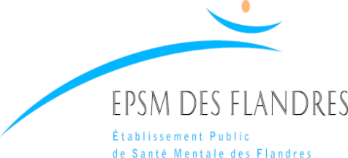 EPSM DES FLANDRES
Établissement Public
de Santé Mentale des Flandres